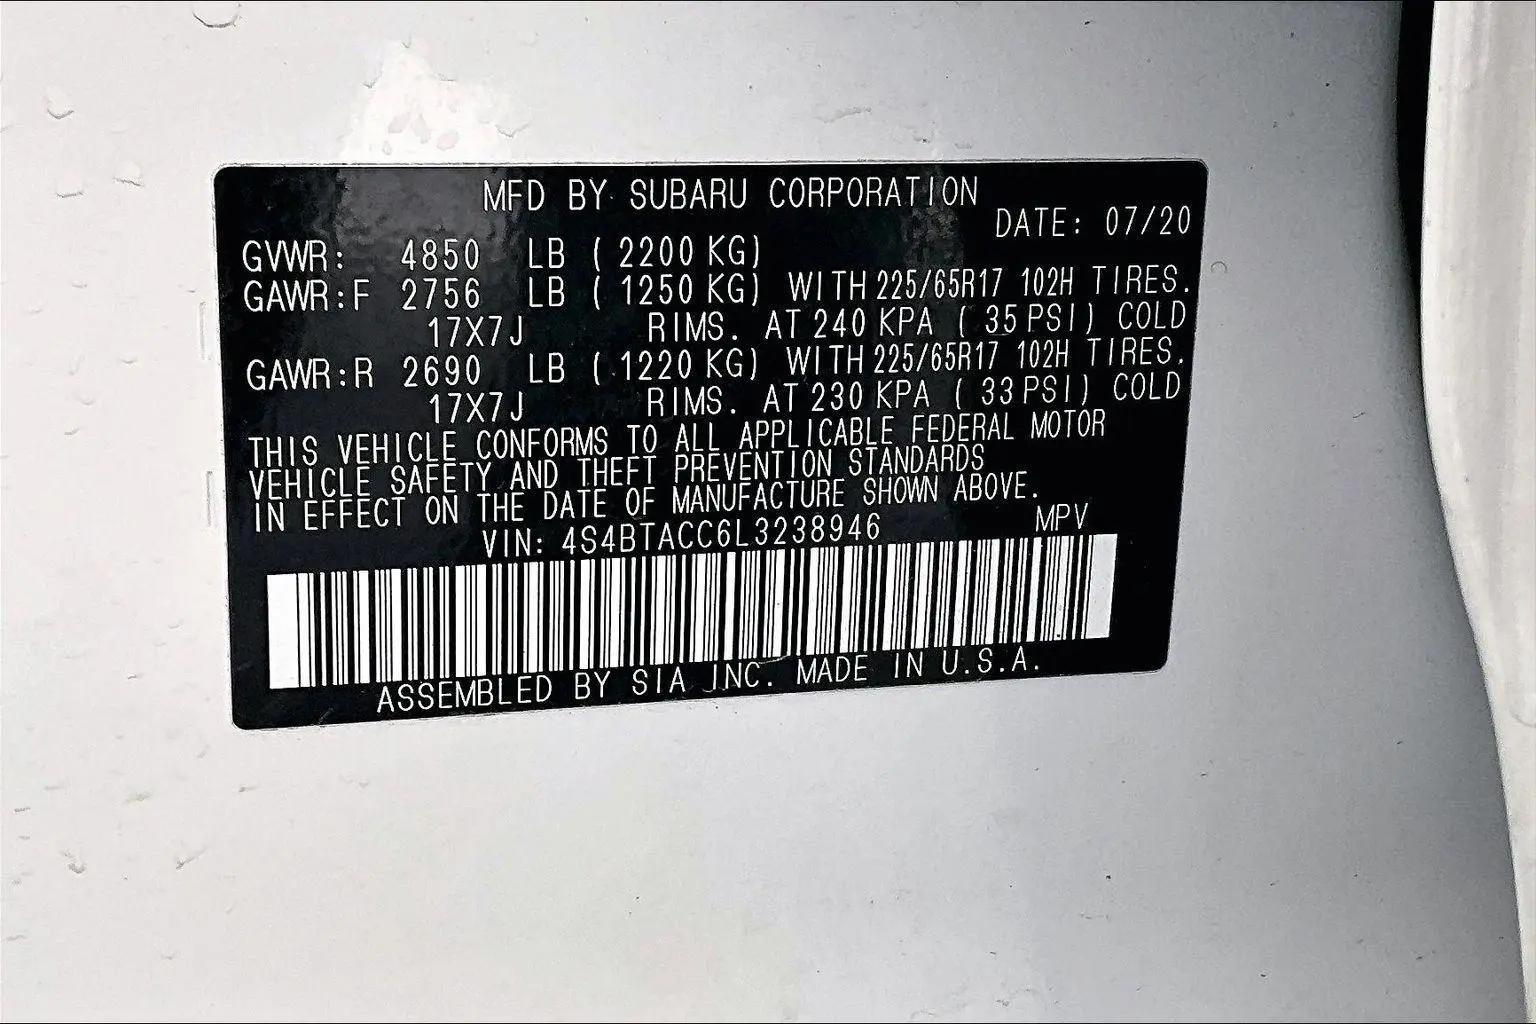 MFD BY SUBARU CORPORATION
DATE: 07/20
GVWR: 4850 LB ( 2200 KG)
GAWR:F 2756 LB ( 1250 KG) WITH 225/65R17 102H TIRES.
17X7J RIMS. AT 240 KPA ( 35 PSI) COLD
GAWR:R 2690 LB ( 1220 KG) WITH 225/65R17 102H TIRES.
17X7J RIMS. AT 230 KPA ( 33 PSI) COLD
THIS VEHICLE CONFORMS TO ALL APPLICABLE FEDERAL MOTOR
VEHICLE SAFETY AND THEFT PREVENTION STANDARDS
IN EFFECT ON THE DATE OF MANUFACTURE SHOWN ABOVE.
VIN: 4S4BTACC6L3238946 MPV
ASSEMBLED BY SIA INC. MADE IN U.S.A.